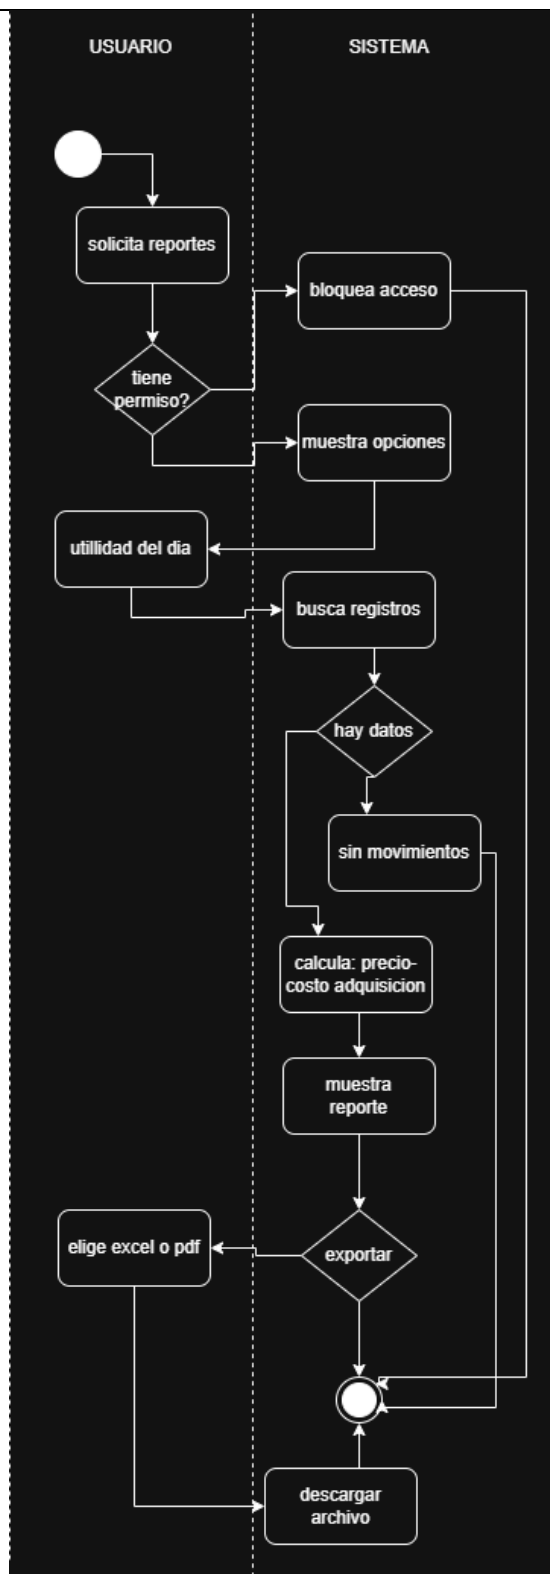 USUARIO
SISTEMA
solicita reportes
bloquea acceso
tiene
permiso?
muestra opciones
utillidad del dia
busca registros
hay datos
sin movimientos
calcula: precio-
costo adquisicion
muestra
reporte
elige excel o pdf
exportar
descargar
archivo